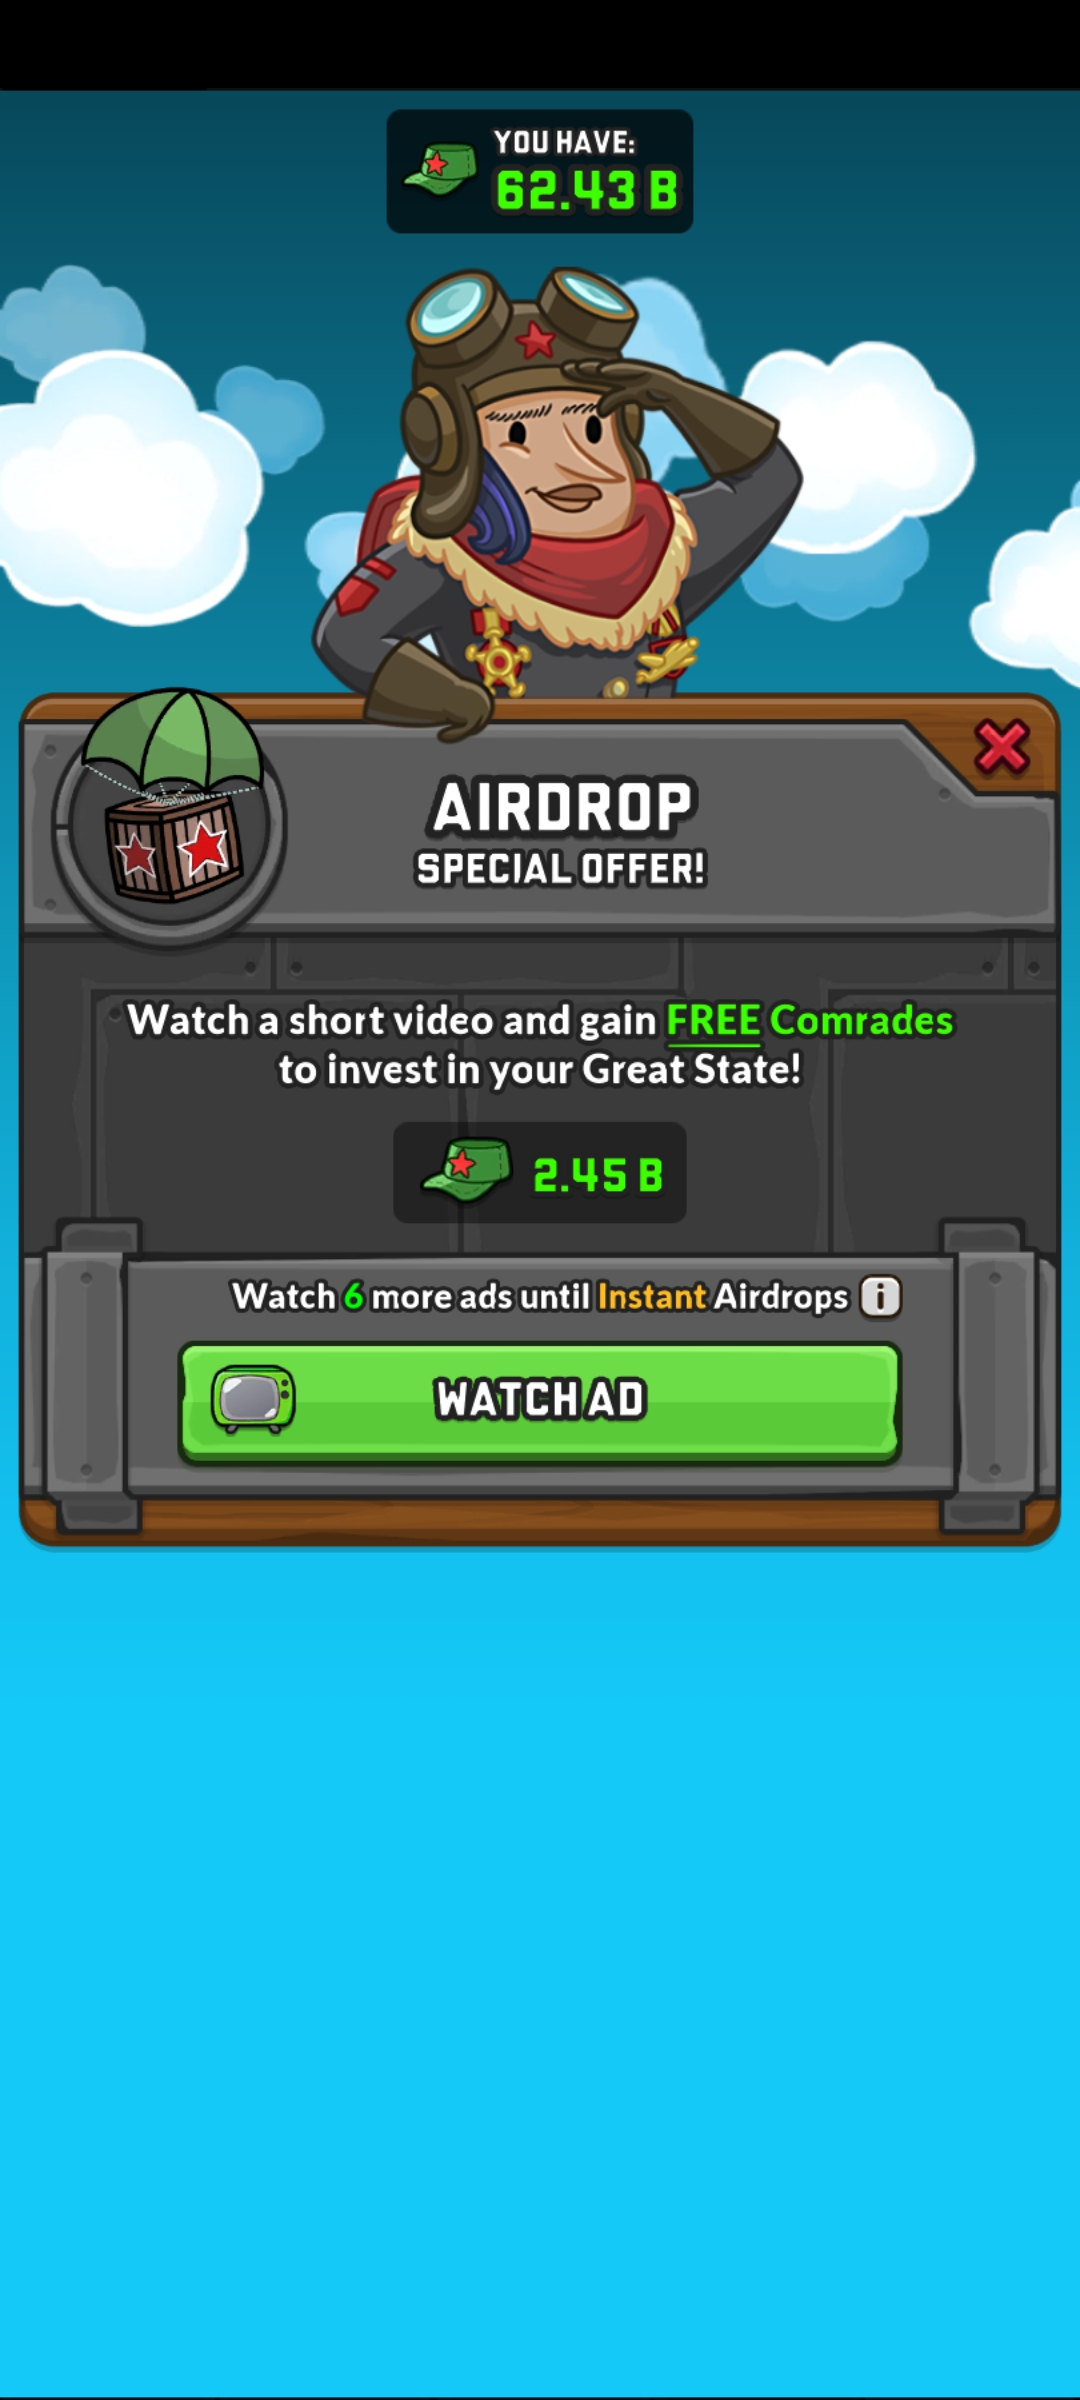 YOU HAVE:
62.43 B
AIRDROP
SPECIAL OFFER!
Watch a short video and gain FREE Comrades
to invest in your Great State!
2.45 B
Watch 6 more ads until Instant Airdrops i
WATCH AD